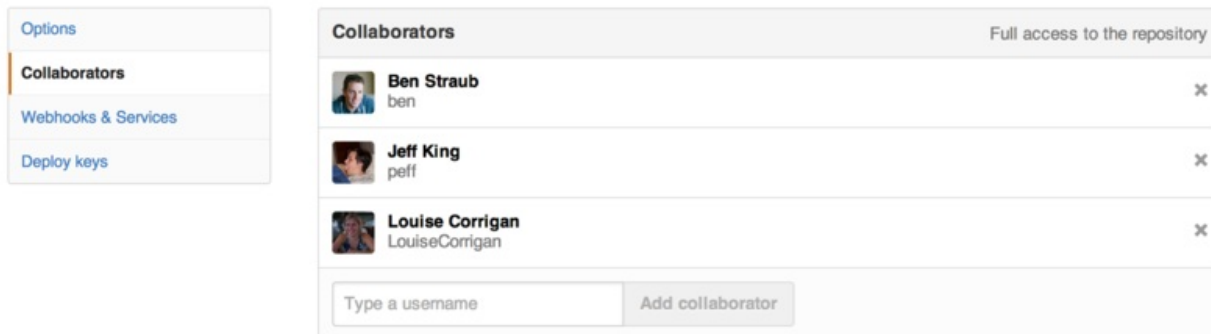 Options
Collaborators
Webhooks & Services
Deploy keys
Collaborators
Full access to the repository
Ben Straub
ben
Jeff King
peff
Louise Corrigan
LouiseCorrigan
Type a username
Add collaborator